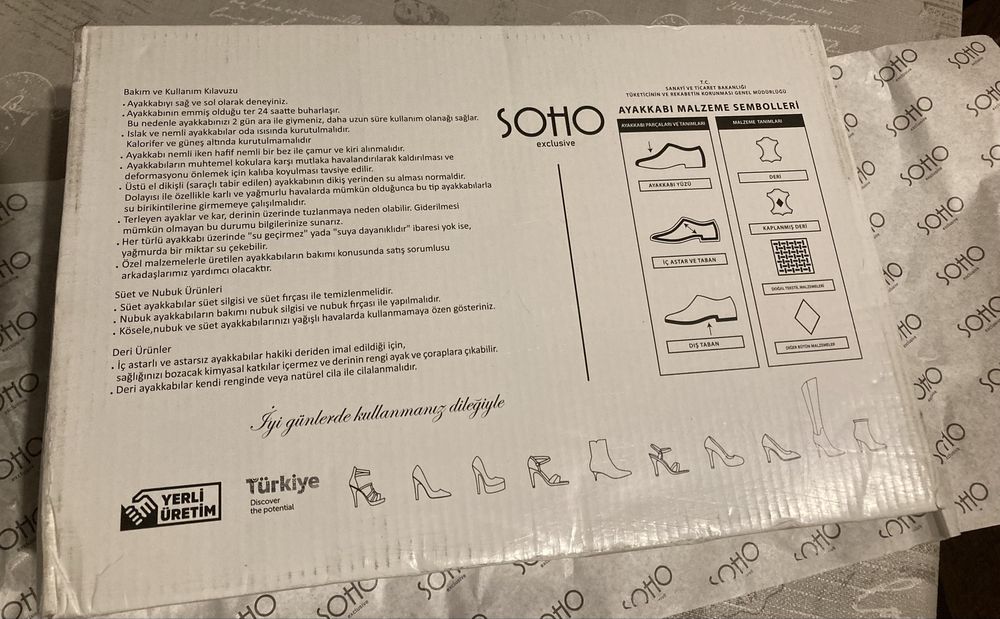 Bakım ve Kullanım Kılavuzu
. Ayakkabıyı sağ ve sol olarak deneyiniz.
. Ayakkabının emmiş olduğu ter 24 saatte buharlaşır.
Bu nedenle ayakkabınızı 2 gün ara ile giymeniz, daha uzun süre kullanım olanağı sağlar.
. Islak ve nemli ayakkabılar oda ısısında kurutulmalıdır.
Kalorifer ve güneş altında kurutulmamalıdır
. Ayakkabı nemli iken hafif nemli bir bez ile çamur ve kiri alınmalıdır.
. Ayakkabıların muhtemel kokulara karşı mutlaka havalandırılarak kaldırılması ve
deformasyonu önlemek için kalıba koyulması tavsiye edilir.
. Üstü el dikişli (saraçlı tabir edilen) ayakkabının dikiş yerinden su alması normaldir.
Dolayısı ile özellikle karlı ve yağmurlu havalarda mümkün olduğunca bu tip ayakkabılarla
su birikintilerine girmemeye çalışılmalıdır.
. Terleyen ayaklar ve kar, derinin üzerinde tuzlanmaya neden olabilir. Giderilmesi
mümkün olmayan bu durumu bilgilerinize sunarız.
. Her türlü ayakkabı üzerinde "su geçirmez" yada "suya dayanıklıdır" ibaresi yok ise,
yağmurda bir miktar su çekebilir.
. Özel malzemelerle üretilen ayakkabıların bakımı konusunda satış sorumlusu
arkadaşlarımız yardımcı olacaktır.
Süet ve Nubuk Ürünleri
. Süet ayakkabılar süet silgisi ve süet fırçası ile temizlenmelidir.
. Nubuk ayakkabıların bakımı nubuk silgisi ve nubuk fırçası ile yapılmalıdır.
. Kösele,nubuk ve süet ayakkabılarınızı yağışlı havalarda kullanmamaya özen gösteriniz.
Deri Ürünler
. İç astarlı ve astarsız ayakkabılar hakiki deriden imal edildiği için,
sağlığınızı bozacak kimyasal katkılar içermez ve derinin rengi ayak ve çoraplara çıkabilir.
. Deri ayakkabılar kendi renginde veya natürel cila ile cilalanmalıdır.
İyi günlerde kullanmanız dileğiyle
YERLİ
ÜRETİM
Türkiye
Discover
the potential
SOHO
exclusive
T.C.
SANAYİ VE TİCARET BAKANLIĞI
TÜKETİCİNİN VE REKABETİN KORUNMASI GENEL MÜDÜRLÜĞÜ
AYAKKABI MALZEME SEMBOLLERİ
AYAKKABI PARÇALARI VE TANIMLARI
AYAKKABI YÜZÜ
İÇ ASTAR VE TABAN
DIŞ TABAN
MALZEME TANIMLARI
DERİ
KAPLANMIŞ DERİ
DOĞAL TEKSTİL MALZEMELERİ
DİĞER BÜTÜN MALZEMELER
SOHO
SOHO
SOHO
SOHO
SOHO
SOHO
exclusive
SOHO
SOHO
SOHO